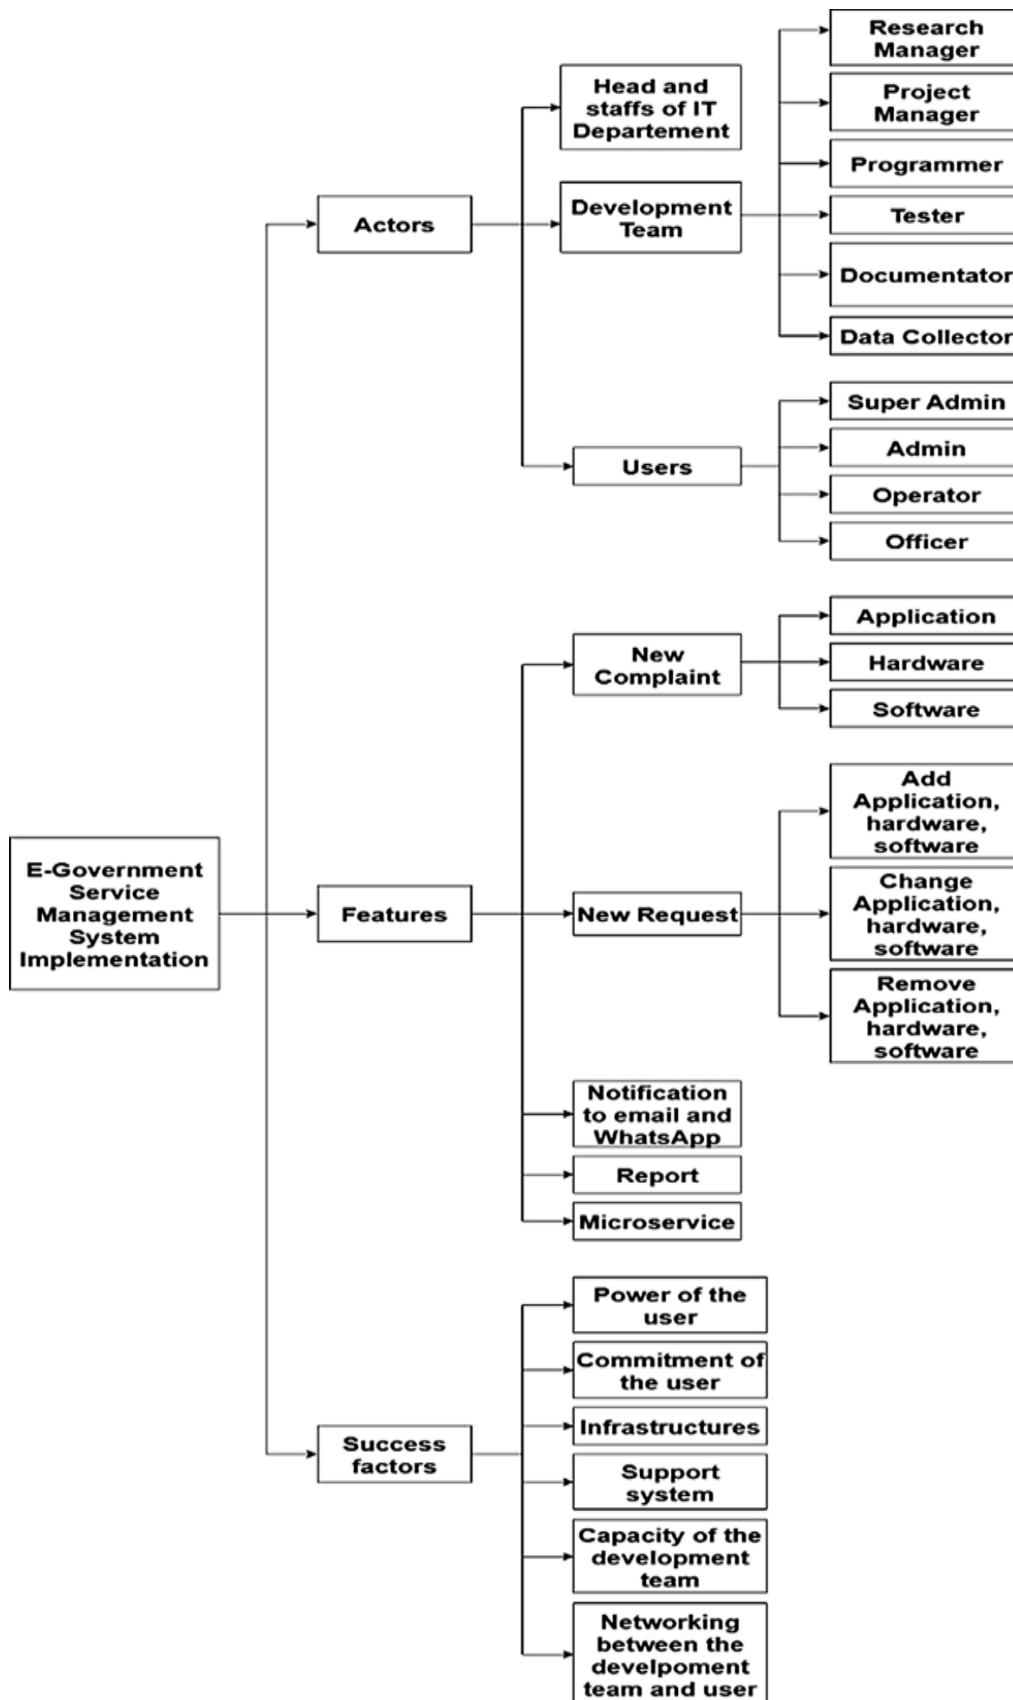 Research
Manager
Head and
staffs of IT
Departement
Project
Manager
Programmer
Actors
Development
Team
Tester
Documentator
Data Collector
Super Admin
Users
Admin
Operator
Officer
New
Complaint
Application
Hardware
Software
Add
Application,
hardware,
software
E-Government
Service
Management
System
Implementation
Features
New Request
Change
Application,
hardware,
software
Remove
Application,
hardware,
software
Notification
to email and
WhatsApp
Report
Microservice
Power of the
user
Commitment of
the user
Infrastructures
Success
factors
Support
system
Capacity of the
development
team
Networking
between the
develpoment
team and user